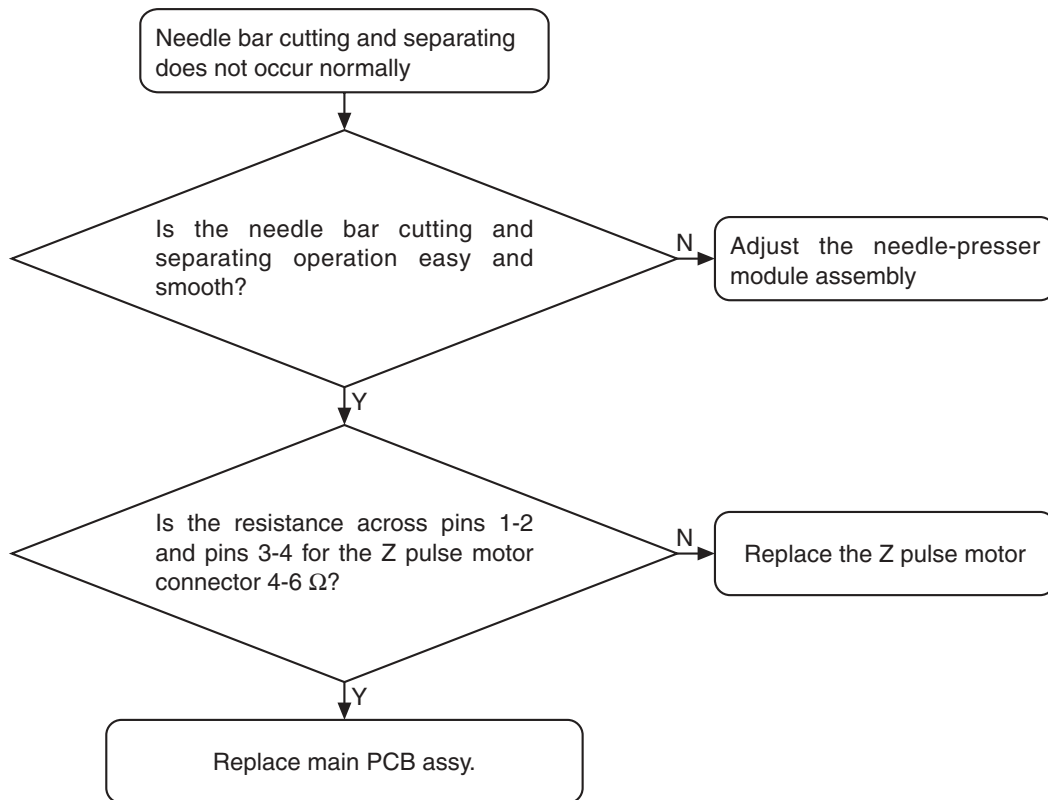 Needle bar cutting and separating
does not occur normally
Is the needle bar cutting and
separating operation easy and
smooth?
N
Adjust the needle-presser
module assembly
Y
Is the resistance across pins 1-2
and pins 3-4 for the Z pulse motor
connector 4-6 Ω?
N
Replace the Z pulse motor
Y
Replace main PCB assy.